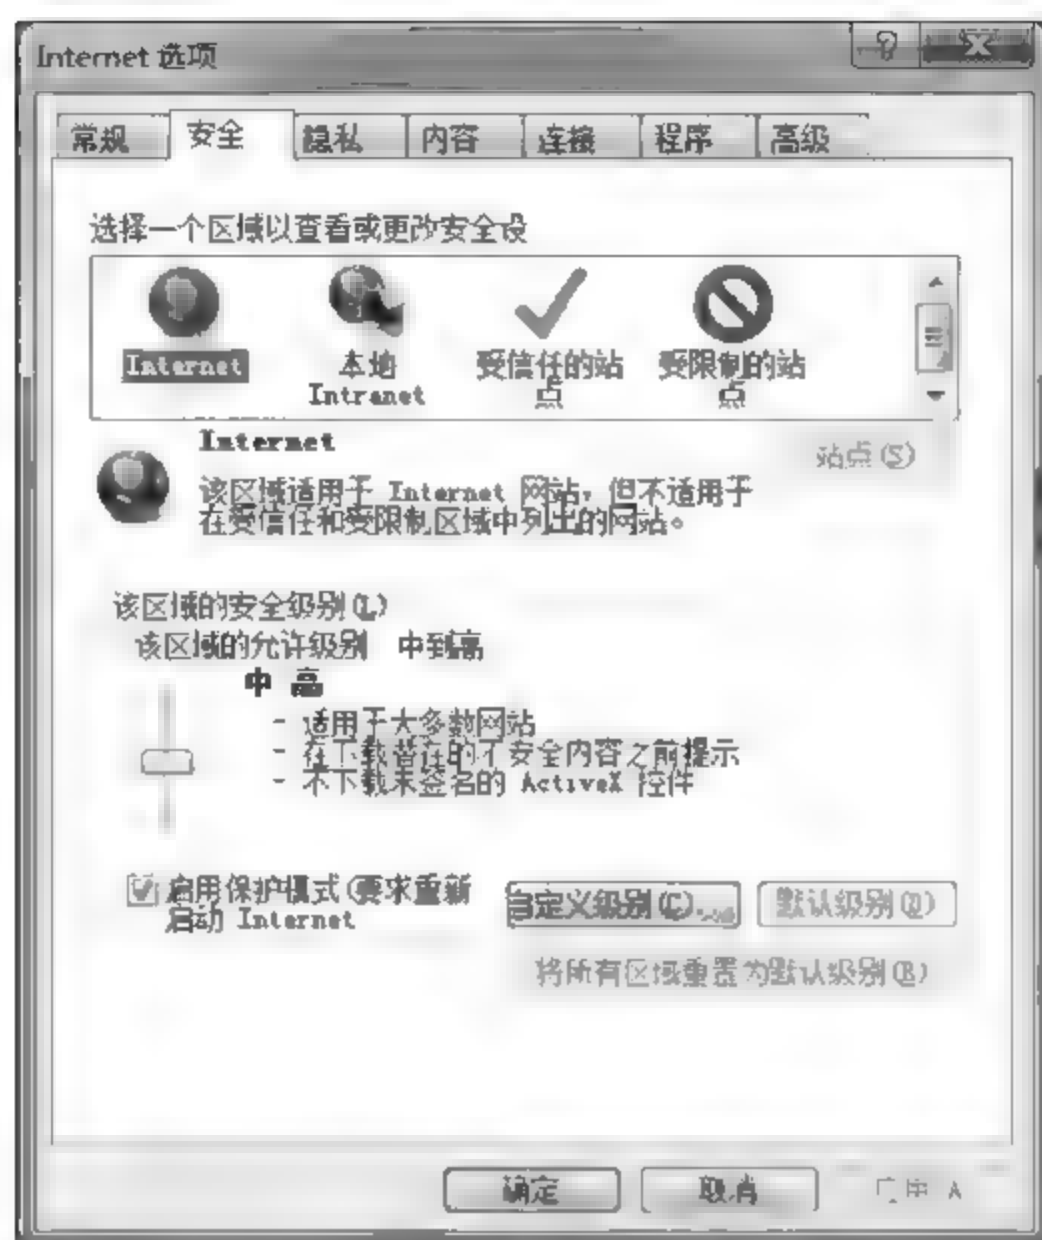 Internet 选项
常规 安全 隐私 内容 连接 程序 高级
选择一个区域以查看或更改安全设
Internet 本地 受信任的站 受限制的站
Intranet 点 点
Internet
站点(S)
该区域适用于 Internet 网站，但不适用于
在受信任和受限制区域中列出的网站。
该区域的安全级别(L)
该区域的允许级别 中到高
中 高
- 适用于大多数网站
- 在下载潜在的不安全内容之前提示
- 不下载未签名的 ActiveX 控件
启用保护模式(要求重新 自定义级别(C)... 默认级别(D)
启动 Internet
将所有区域重置为默认级别(R)
确定 取消